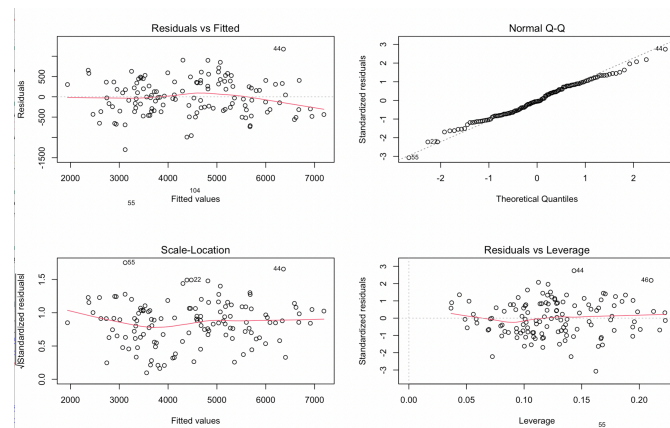 Residuals vs Fitted
Residuals
500
-500
-1500
44
2000 3000 4000 5000 6000 7000
104
55
Fitted values
Normal Q-Q
Standardized residuals
3
2
1
0
-1
-2
-3
44
22
55
-2 -1 0 1 2
Theoretical Quantiles
Scale-Location
√|Standardized residuals|
1.5
1.0
0.5
0.0
55
22
44
2000 3000 4000 5000 6000 7000
Fitted values
Residuals vs Leverage
Standardized residuals
3
2
1
0
-1
-3
44
46
0.00 0.05 0.10 0.15 0.20
Leverage
55